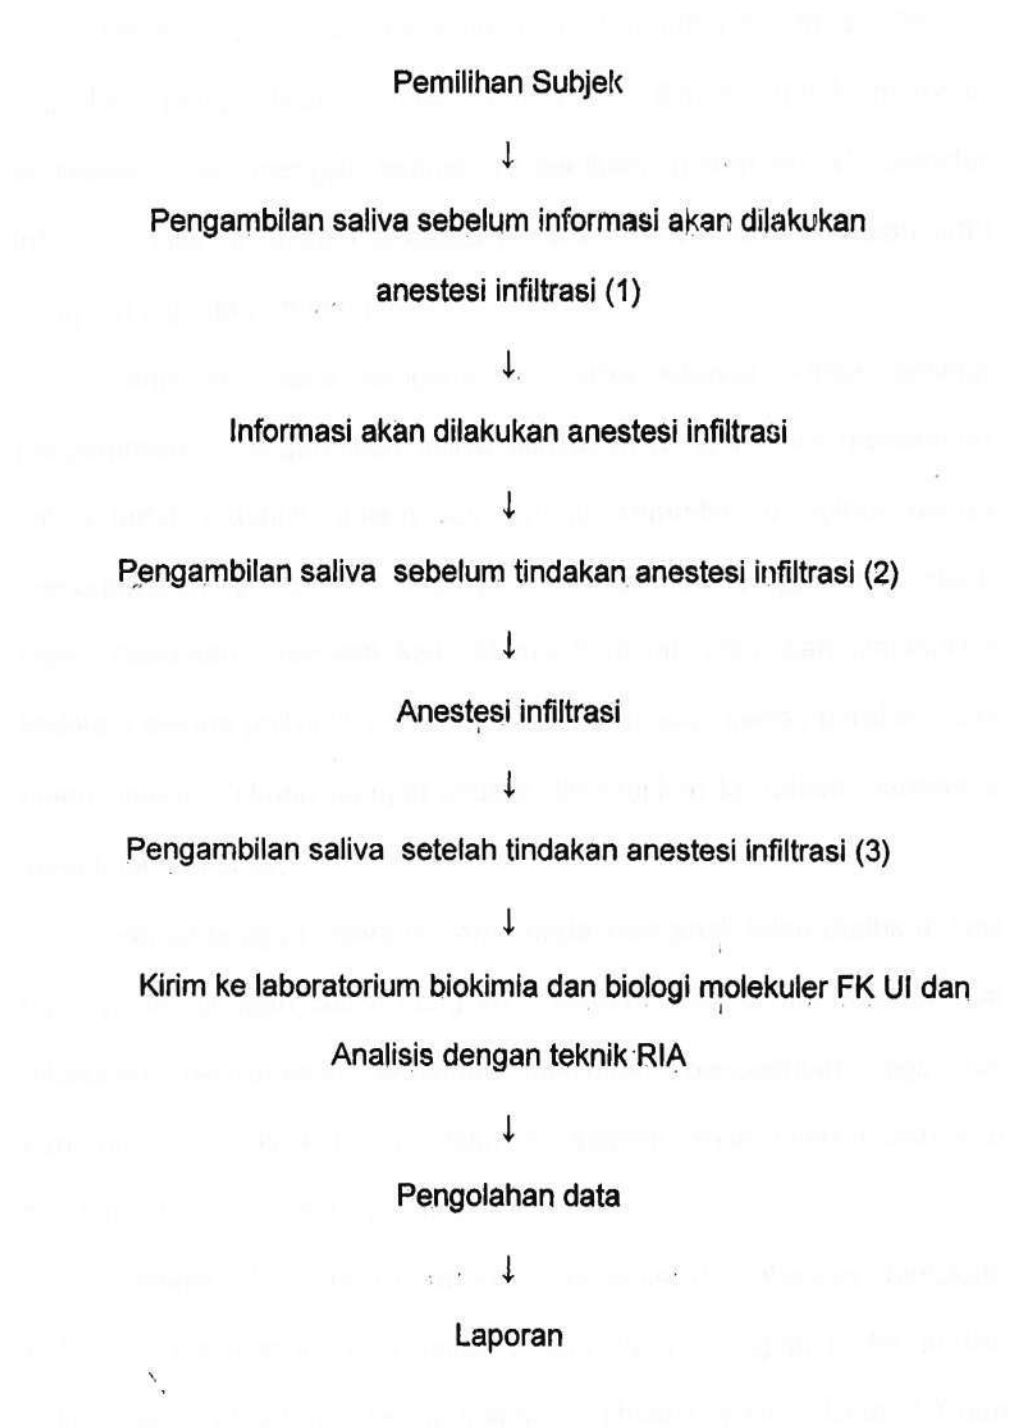 Pemilihan Subjek
↓
Pengambilan saliva sebelum informasi akan dilakukan
anestesi infiltrasi (1)
↓
Informasi akan dilakukan anestesi infiltrasi
↓
Pengambilan saliva sebelum tindakan anestesi infiltrasi (2)
↓
Anestesi infiltrasi
↓
Pengambilan saliva setelah tindakan anestesi infiltrasi (3)
↓
Kirim ke laboratorium biokimia dan biologi molekuler FK UI dan
Analisis dengan teknik RIA
↓
Pengolahan data
↓
Laporan